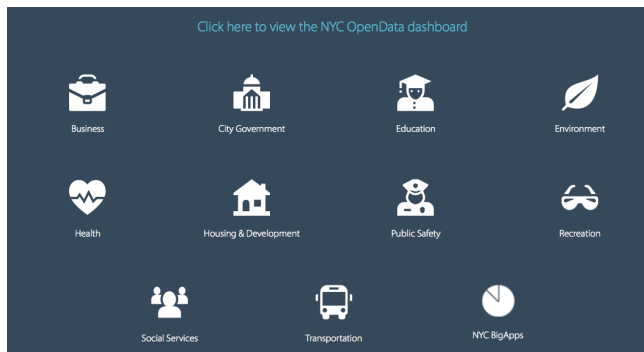 Click here to view the NYC OpenData dashboard
Business
City Government
Education
Environment
Health
Housing & Development
Public Safety
Recreation
Social Services
Transportation
NYC BigApps